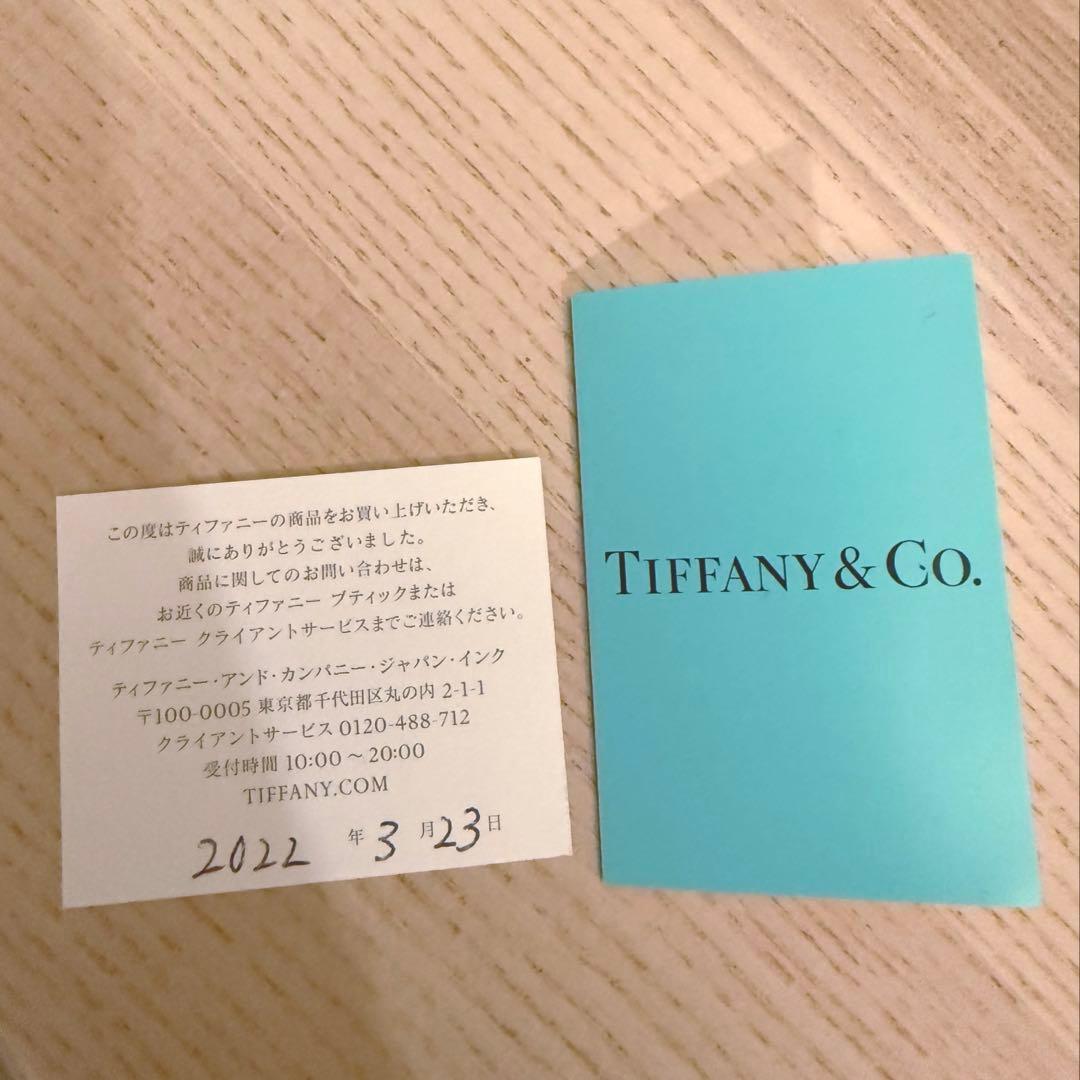 この度はティファニーの商品をお買い上げいただき、
誠にありがとうございました。
商品に関してのお問い合わせは、
お近くのティファニー ブティックまたは
ティファニー クライアントサービスまでご連絡ください。
ティファニー・アンド・カンパニー・ジャパン・インク
〒100-0005 東京都千代田区丸の内 2-1-1
クライアントサービス 0120-488-712
受付時間 10:00～20:00
TIFFANY.COM
2022 年 3 月 23 日
TIFFANY & CO.